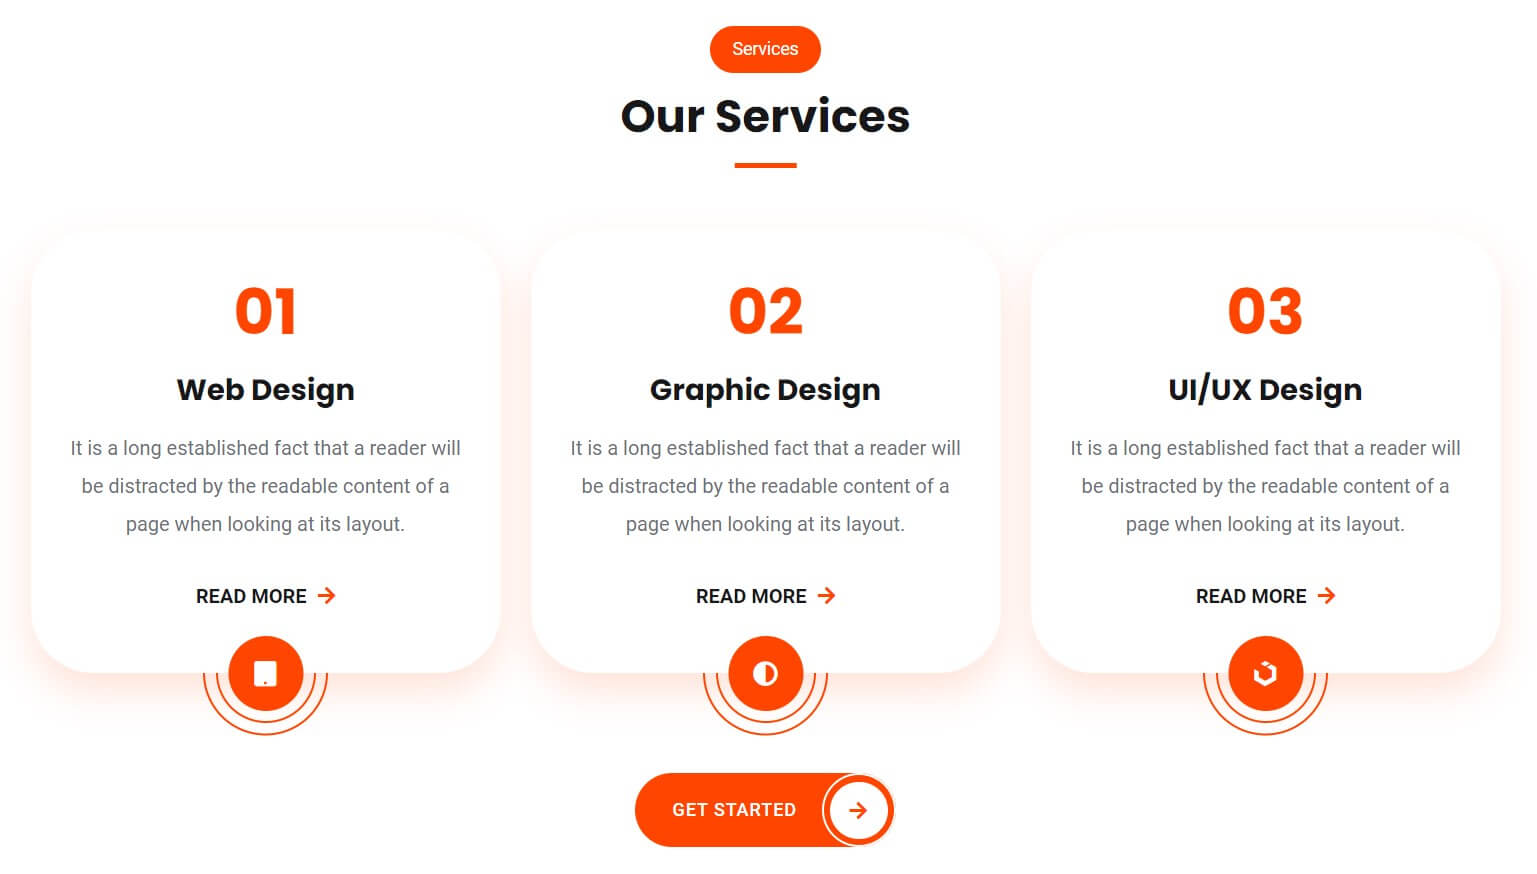 Services
Our Services
01
Web Design
It is a long established fact that a reader will
be distracted by the readable content of a
page when looking at its layout.
READ MORE
02
Graphic Design
It is a long established fact that a reader will
be distracted by the readable content of a
page when looking at its layout.
READ MORE
03
UI/UX Design
It is a long established fact that a reader will
be distracted by the readable content of a
page when looking at its layout.
READ MORE
GET STARTED